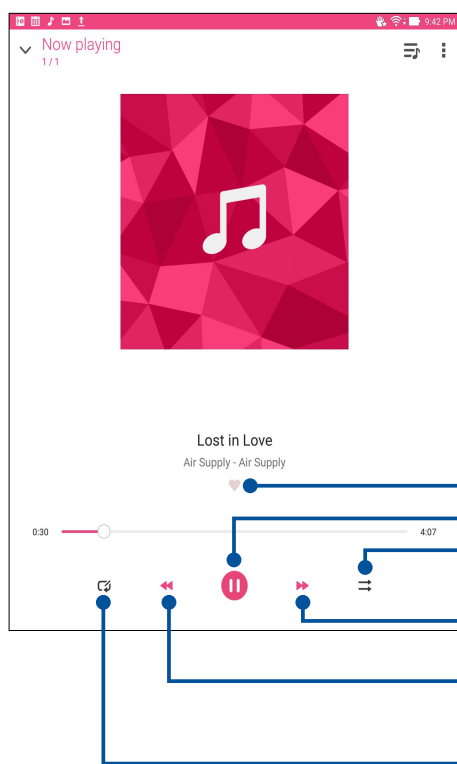 9:42 PM
Now playing
1 / 1
Lost in Love
Air Supply - Air Supply
0:30
4:07